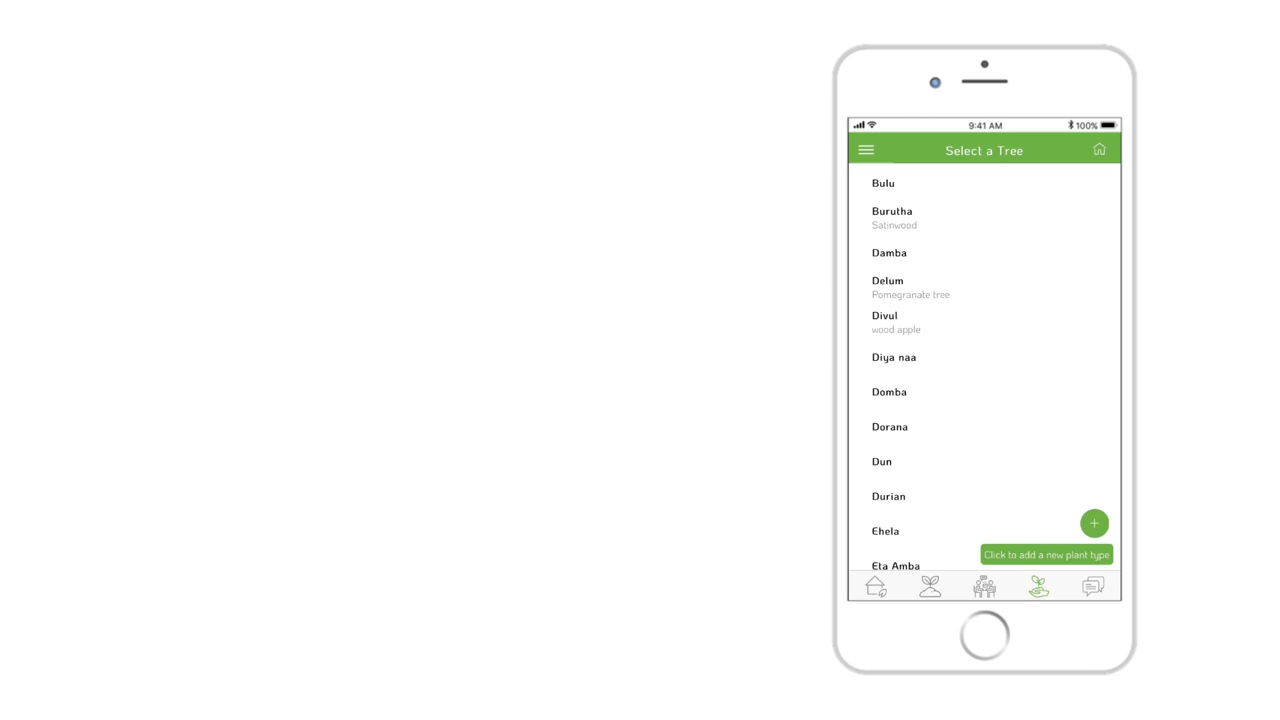 9:41 AM
100%
Select a Tree
Bulu
Burutha
Satinwood
Damba
Delum
Pomegranate tree
Divul
wood apple
Diya naa
Domba
Dorana
Dun
Durian
Ehela
Click to add a new plant type
Eta Amba